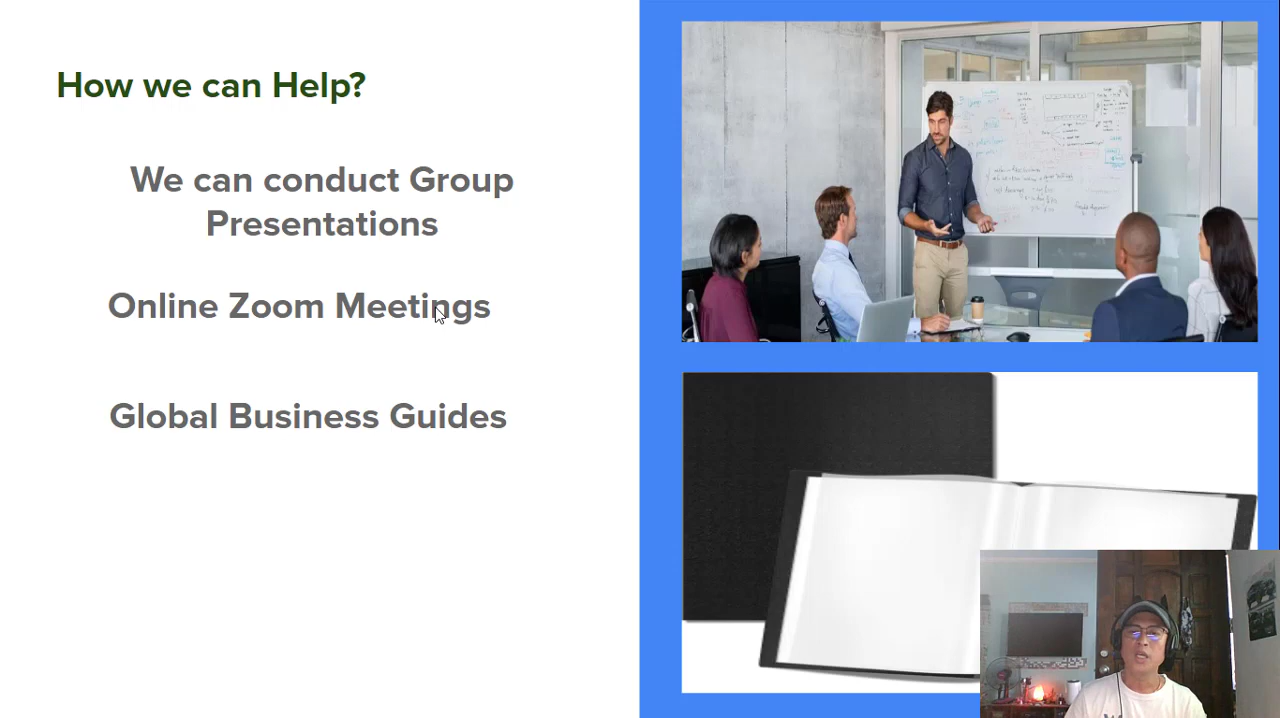 How we can Help?
We can conduct Group
Presentations
Online Zoom Meetings
Global Business Guides